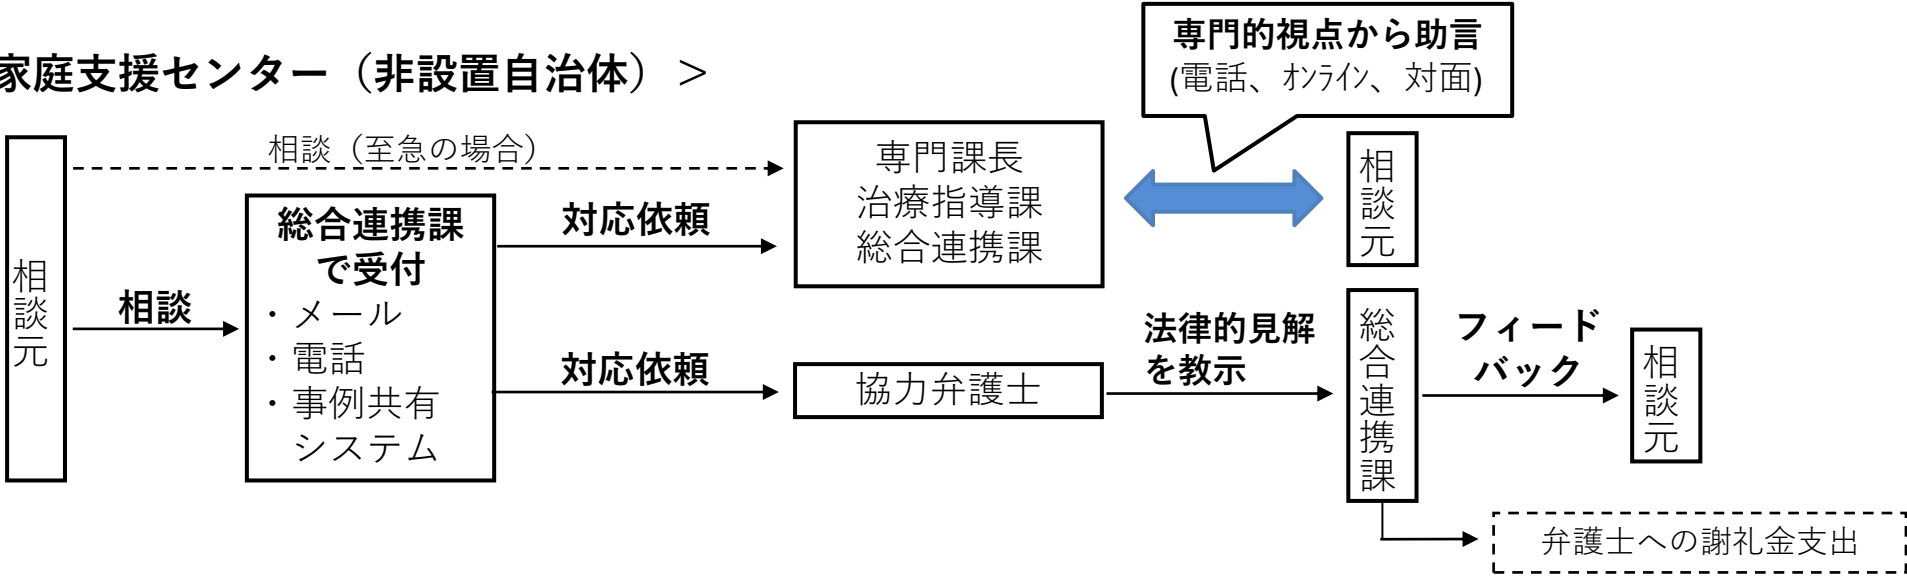 家庭支援センター（非設置自治体）＞
専門的視点から助言
(電話、ｵﾝﾗｲﾝ、対面)
相談（至急の場合）
専門課長
治療指導課
総合連携課
相談元
相談元
相談
総合連携課
で受付
・メール
・電話
・事例共有
システム
対応依頼
対応依頼
協力弁護士
法律的見解
を教示
総合連携課
フィード
バック
相談元
弁護士への謝礼金支出